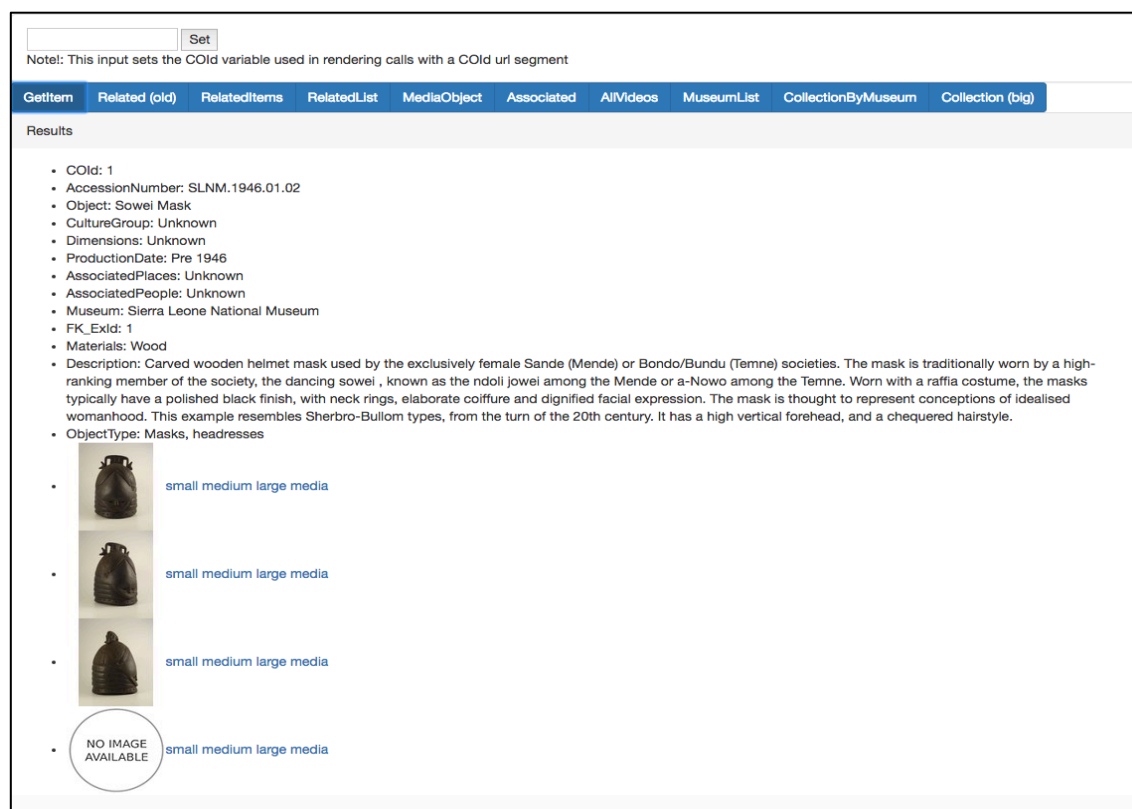 Set
Note!: This input sets the COId variable used in rendering calls with a COId url segment
GetItem Related (old) RelatedItems RelatedList MediaObject Associated AllVideos MuseumList CollectionByMuseum Collection (big)
Results
• COId: 1
• AccessionNumber: SLNM.1946.01.02
• Object: Sowei Mask
• CultureGroup: Unknown
• Dimensions: Unknown
• ProductionDate: Pre 1946
• AssociatedPlaces: Unknown
• AssociatedPeople: Unknown
• Museum: Sierra Leone National Museum
• FK_ExId: 1
• Materials: Wood
• Description: Carved wooden helmet mask used by the exclusively female Sande (Mende) or Bondo/Bundu (Temne) societies. The mask is traditionally worn by a high-
ranking member of the society, the dancing sowei , known as the ndoli jowei among the Mende or a-Nowo among the Temne. Worn with a raffia costume, the masks
typically have a polished black finish, with neck rings, elaborate coiffure and dignified facial expression. The mask is thought to represent conceptions of idealised
womanhood. This example resembles Sherbro-Bullom types, from the turn of the 20th century. It has a high vertical forehead, and a chequered hairstyle.
• ObjectType: Masks, headresses
• small medium large media
• small medium large media
• small medium large media
• NO IMAGE
AVAILABLE
small medium large media